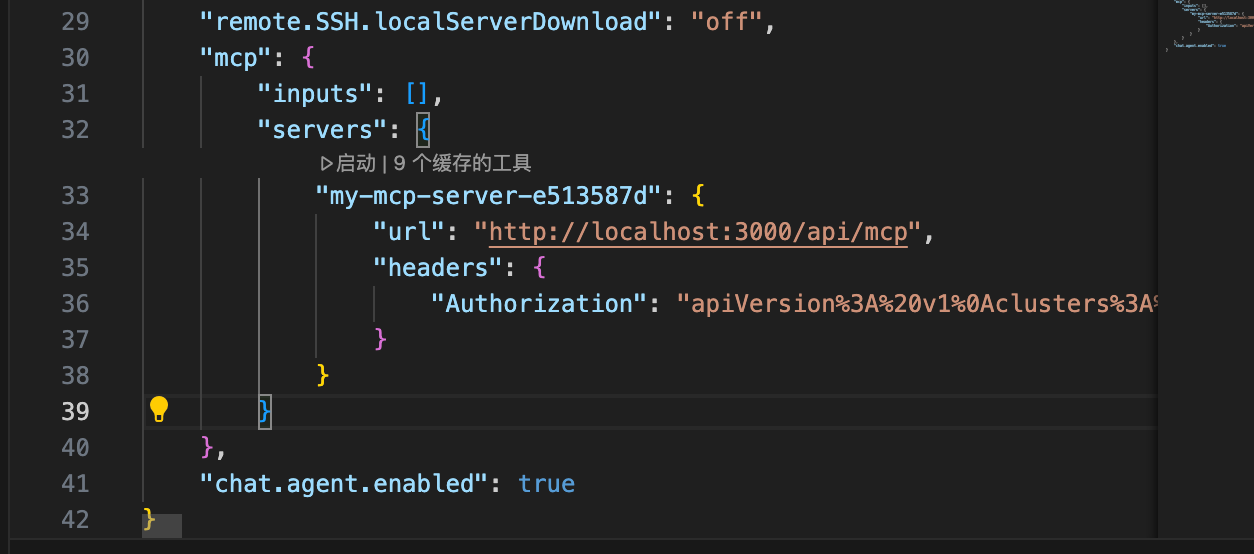 29 "remote.SSH.localServerDownload": "off",
30 "mcp": {
31 "inputs": [],
32 "servers": {
▷启动 | 9 个缓存的工具
33 "my-mcp-server-e513587d": {
34 "url": "http://localhost:3000/api/mcp",
35 "headers": {
36 "Authorization": "apiVersion%3A%20v1%0Aclusters%3A%
37 }
38 }
39 }
40 },
41 "chat.agent.enabled": true
42 }